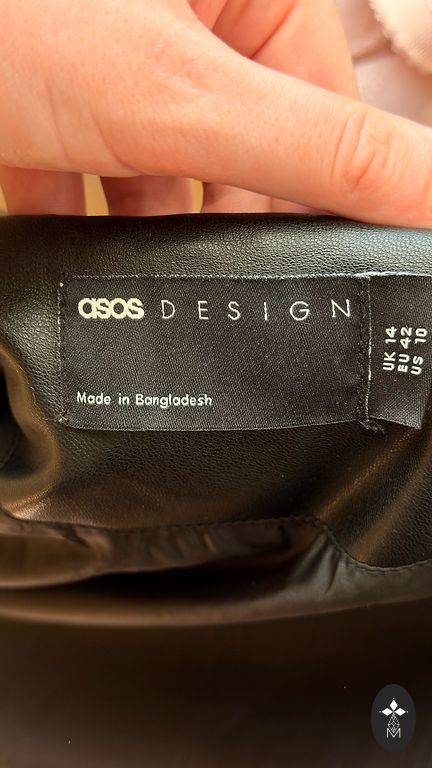 asos DESIGN
Made in Bangladesh
UK 14
EU 42
US 10
M